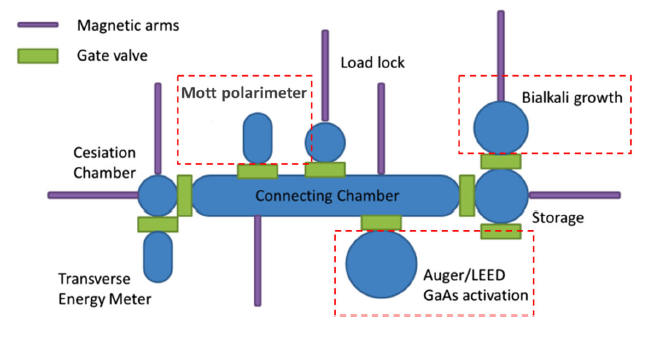 Magnetic arms
Gate valve
Load lock
Mott polarimeter
Bialkali growth
Cesiation
Chamber
Connecting Chamber
Storage
Transverse
Energy Meter
Auger/LEED
GaAs activation